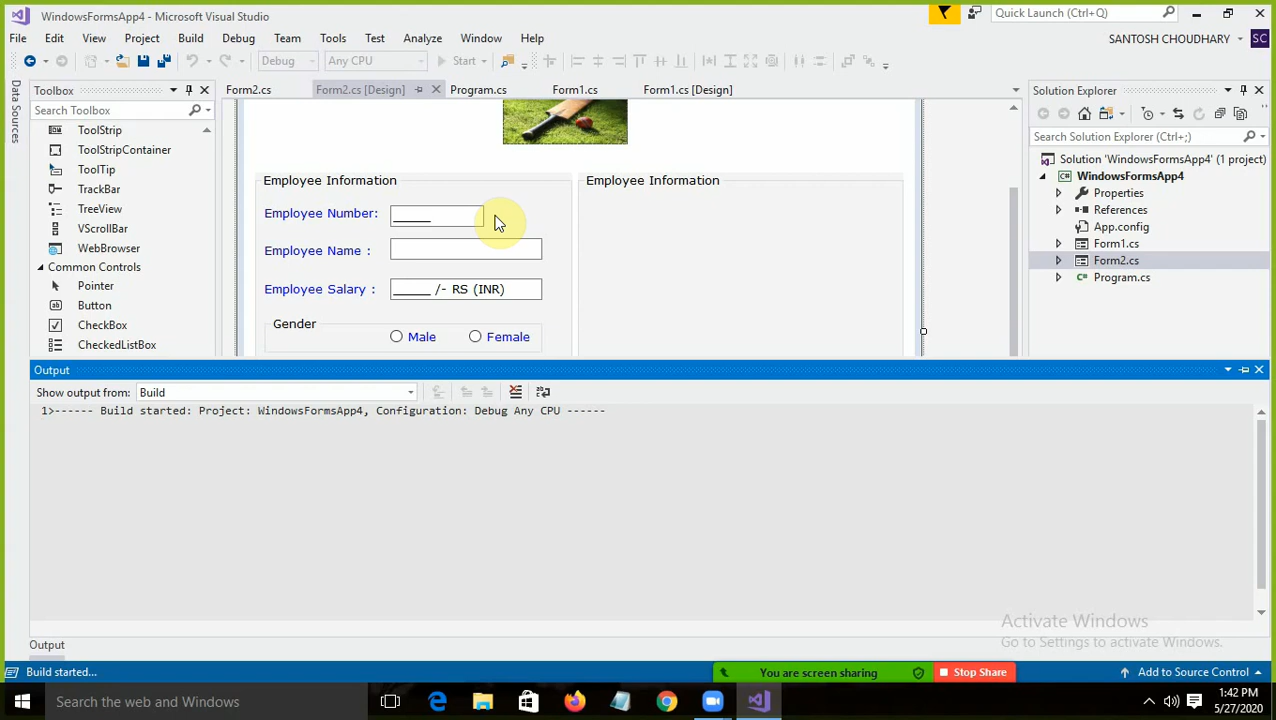 WindowsFormsApp4 - Microsoft Visual Studio
Quick Launch (Ctrl+Q)
File Edit View Project Build Debug Team Tools Test Analyze Window Help
SANTOSH CHOUDHARY SC
Debug Any CPU Start
Data Sources
Toolbox
Form2.cs Form2.cs [Design] Program.cs Form1.cs Form1.cs [Design]
Solution Explorer
Search Toolbox
Search Solution Explorer (Ctrl+;)
ToolStrip
ToolStripContainer
ToolTip
TrackBar
TreeView
VScrollBar
WebBrowser
Common Controls
Pointer
Button
CheckBox
CheckedListBox
Employee Information
Employee Number: _____
Employee Name :
Employee Salary : _____ /- RS (INR)
Gender
Male Female
Employee Information
Solution 'WindowsFormsApp4' (1 project)
WindowsFormsApp4
Properties
References
App.config
Form1.cs
Form2.cs
Program.cs
Output
Show output from: Build
1>------ Build started: Project: WindowsFormsApp4, Configuration: Debug Any CPU ------
Activate Windows
Go to Settings to activate Windows.
Output
Build started...
You are screen sharing Stop Share
Add to Source Control
Search the web and Windows
1:42 PM
5/27/2020